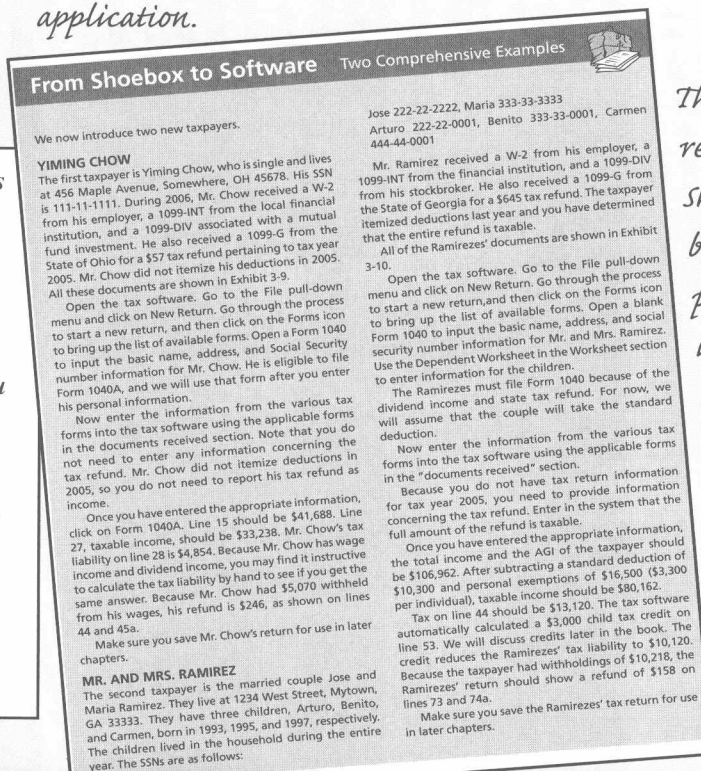 application.
From Shoebox to Software Two Comprehensive Examples
We now introduce two new taxpayers.
YIMING CHOW
The first taxpayer is Yiming Chow, who is single and lives
at 456 Maple Avenue, Somewhere, OH 45678. His SSN
is 111-11-1111. During 2006, Mr. Chow received a W-2
from his employer, a 1099-INT from the local financial
institution, and a 1099-DIV associated with a mutual
fund investment. He also received a 1099-G from the
State of Ohio for a $57 tax refund pertaining to tax year
2005. Mr. Chow did not itemize his deductions in 2005.
All these documents are shown in Exhibit 3-9.
Open the tax software. Go to the File pull-down
menu and click on New Return. Go through the process
to start a new return, and then click on the Forms icon
to bring up the list of available forms. Open a Form 1040
to input the basic name, address, and Social Security
number information for Mr. Chow. He is eligible to file
Form 1040A, and we will use that form after you enter
his personal information.
Now enter the information from the various tax
forms into the tax software using the applicable forms
in the documents received section. Note that you do
not need to enter any information concerning the
tax refund. Mr. Chow did not itemize deductions in
2005, so you do not need to report his tax refund as
income.
Once you have entered the appropriate information,
click on Form 1040A. Line 15 should be $41,688. Line
27, taxable income, should be $33,238. Mr. Chow's tax
liability on line 28 is $4,854. Because Mr. Chow has wage
income and dividend income, you may find it instructive
to calculate the tax liability by hand to see if you get the
same answer. Because Mr. Chow had $5,070 withheld
from his wages, his refund is $246, as shown on lines
44 and 45a.
Make sure you save Mr. Chow's return for use in later
chapters.
MR. AND MRS. RAMIREZ
The second taxpayer is the married couple Jose and
Maria Ramirez. They live at 1234 West Street, Mytown,
GA 33333. They have three children, Arturo, Benito,
and Carmen, born in 1993, 1995, and 1997, respectively.
The children lived in the household during the entire
year. The SSNs are as follows:
Jose 222-22-2222, Maria 333-33-3333
Arturo 222-22-0001, Benito 333-33-0001, Carmen
444-44-0001
Mr. Ramirez received a W-2 from his employer, a
1099-INT from the financial institution, and a 1099-DIV
from his stockbroker. He also received a 1099-G from
the State of Georgia for a $645 tax refund. The taxpayer
itemized deductions last year and you have determined
that the entire refund is taxable.
All of the Ramirezes' documents are shown in Exhibit
3-10.
Open the tax software. Go to the File pull-down
menu and click on New Return. Go through the process
to start a new return,and then click on the Forms icon
to bring up the list of available forms. Open a blank
Form 1040 to input the basic name, address, and social
security number information for Mr. and Mrs. Ramirez.
Use the Dependent Worksheet in the Worksheet section
to enter information for the children.
The Ramirezes must file Form 1040 because of the
dividend income and state tax refund. For now, we
will assume that the couple will take the standard
deduction.
Now enter the information from the various tax
forms into the tax software using the applicable forms
in the "documents received" section.
Because you do not have tax return information
for tax year 2005, you need to provide information
concerning the tax refund. Enter in the system that the
full amount of the refund is taxable.
Once you have entered the appropriate information,
the total income and the AGI of the taxpayer should
be $106,962. After subtracting a standard deduction of
$10,300 and personal exemptions of $16,500 ($3,300
per individual), taxable income should be $80,162.
Tax on line 44 should be $13,120. The tax software
automatically calculated a $3,000 child tax credit on
line 53. We will discuss credits later in the book. The
credit reduces the Ramirezes' tax liability to $10,120.
Because the taxpayer had withholdings of $10,218, the
Ramirezes' return should show a refund of $158 on
lines 73 and 74a.
Make sure you save the Ramirezes' tax return for use
in later chapters.